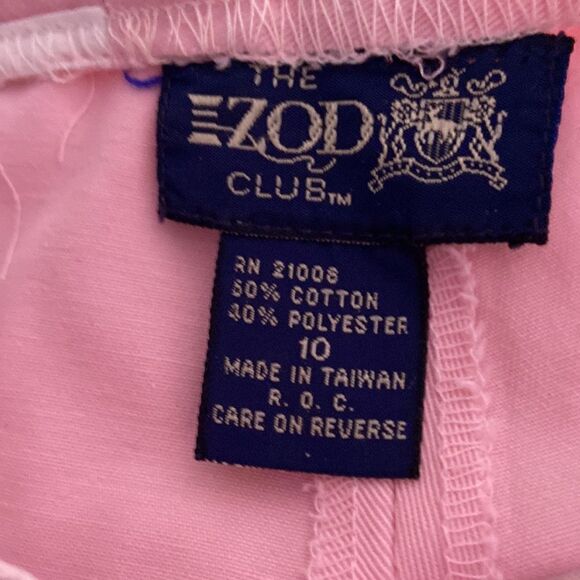 THE
IZOD
CLUB™
RN 21006
60% COTTON
40% POLYESTER
10
MADE IN TAIWAN
R. O. C.
CARE ON REVERSE